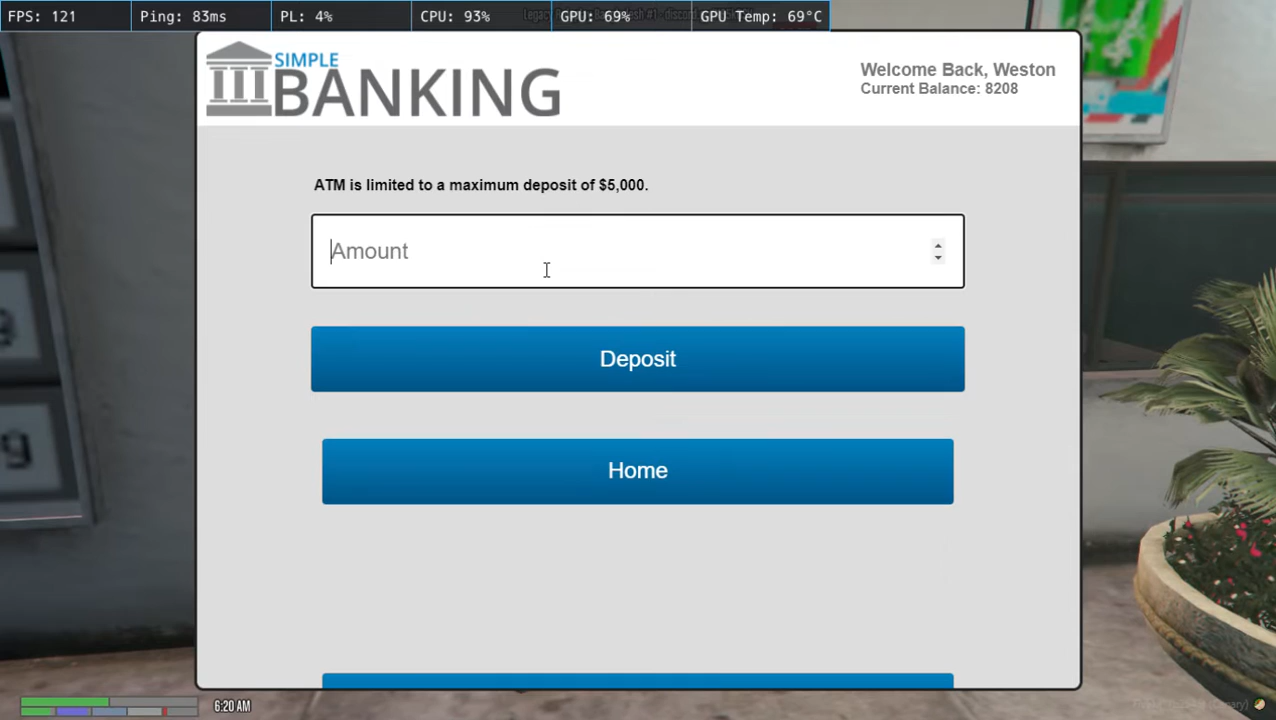 FPS: 121 Ping: 83ms PL: 4% CPU: 93% GPU: 69% GPU Temp: 69°C
SIMPLE
BANKING
Welcome Back, Weston
Current Balance: 8208
ATM is limited to a maximum deposit of $5,000.
Amount
Deposit
Home
9
6:20 AM